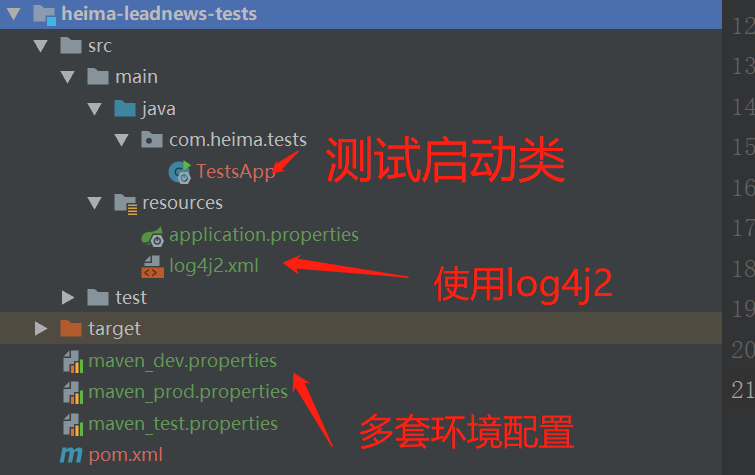 heima-leadnews-tests
12
src
13
main
java
14
com.heima.tests
15
TestsApp
测试启动类
16
resources
17
application.properties
log4j2.xml
18
使用log4j2
test
19
target
20
maven_dev.properties
maven_prod.properties
21
maven_test.properties
多套环境配置
pom.xml